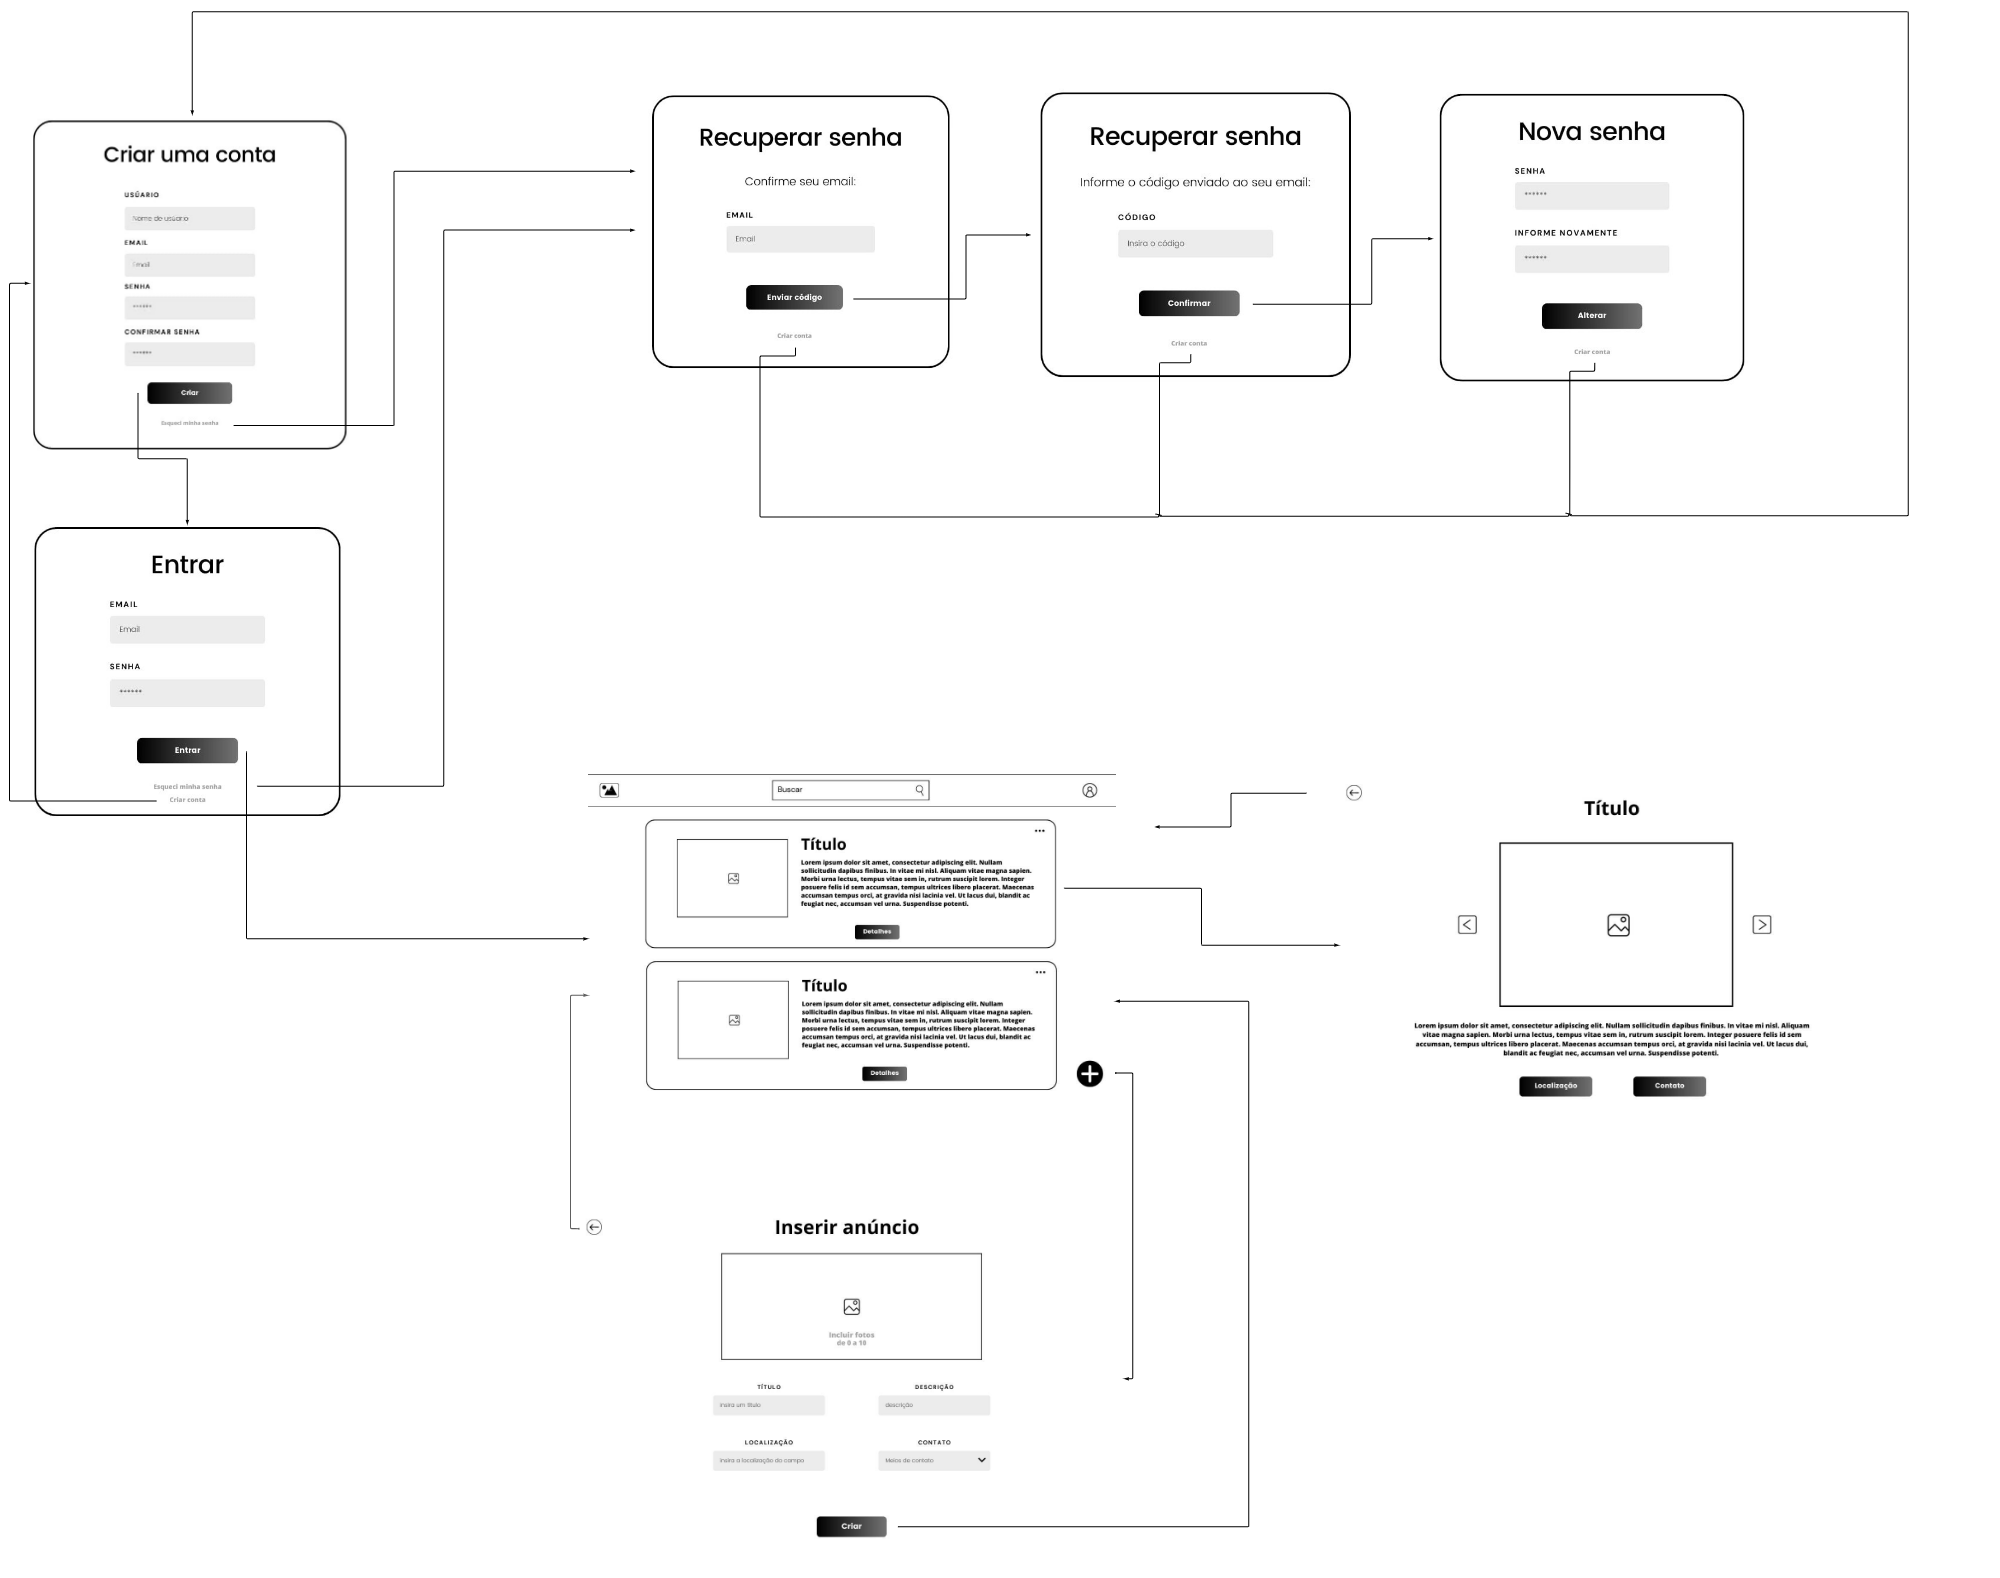 Criar uma conta
USÚARIO
Nome de usúario
EMAIL
Email
SENHA
******
CONFIRMAR SENHA
******
Criar
Esqueci minha senha
Recuperar senha
Confirme seu email:
EMAIL
Email
Enviar código
Criar conta
Recuperar senha
Informe o código enviado ao seu email:
CÓDIGO
Insira o código
Confirmar
Criar conta
Nova senha
SENHA
******
INFORME NOVAMENTE
******
Alterar
Criar conta
Entrar
EMAIL
Email
SENHA
******
Entrar
Esqueci minha senha
Criar conta
Buscar
Título
Lorem ipsum dolor sit amet, consectetur adipiscing elit. Nullam
sollicitudin dapibus finibus. In vitae mi nisl. Aliquam vitae magna sapien.
Morbi urna lectus, tempus vitae sem in, rutrum suscipit lorem. Integer
posuere felis id sem accumsan, tempus ultrices libero placerat. Maecenas
accumsan tempus orci, at gravida nisi lacinia vel. Ut lacus dui, blandit ac
feugiat nec, accumsan vel urna. Suspendisse potenti.
Detalhes
Título
Lorem ipsum dolor sit amet, consectetur adipiscing elit. Nullam
sollicitudin dapibus finibus. In vitae mi nisl. Aliquam vitae magna sapien.
Morbi urna lectus, tempus vitae sem in, rutrum suscipit lorem. Integer
posuere felis id sem accumsan, tempus ultrices libero placerat. Maecenas
accumsan tempus orci, at gravida nisi lacinia vel. Ut lacus dui, blandit ac
feugiat nec, accumsan vel urna. Suspendisse potenti.
Detalhes
Título
Lorem ipsum dolor sit amet, consectetur adipiscing elit. Nullam sollicitudin dapibus finibus. In vitae mi nisl. Aliquam
vitae magna sapien. Morbi urna lectus, tempus vitae sem in, rutrum suscipit lorem. Integer posuere felis id sem
accumsan, tempus ultrices libero placerat. Maecenas accumsan tempus orci, at gravida nisi lacinia vel. Ut lacus dui,
blandit ac feugiat nec, accumsan vel urna. Suspendisse potenti.
Localização
Contato
Inserir anúncio
Incluir fotos
de 0 a 10
TÍTULO
Insira um título
DESCRIÇÃO
descrição
LOCALIZAÇÃO
Insira a localização do campo
CONTATO
Meios de contato
Criar